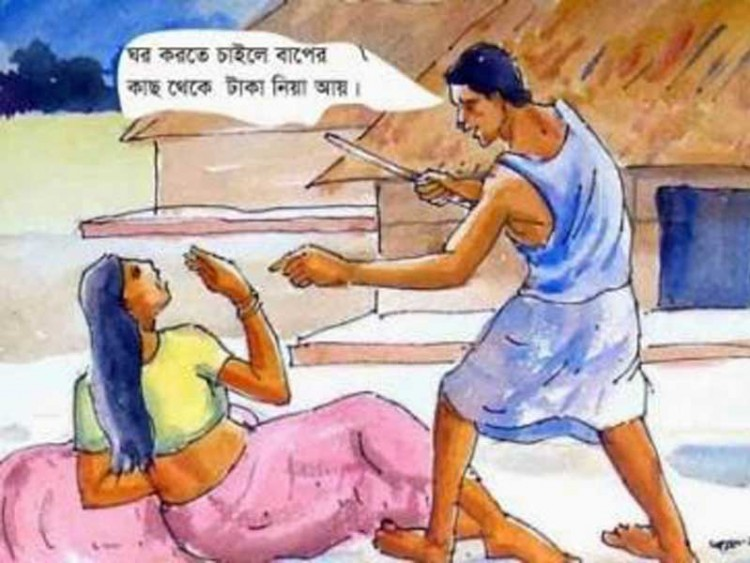 ঘর করতে চাইলে বাপের
কাছ থেকে টাকা নিয়া আয়।